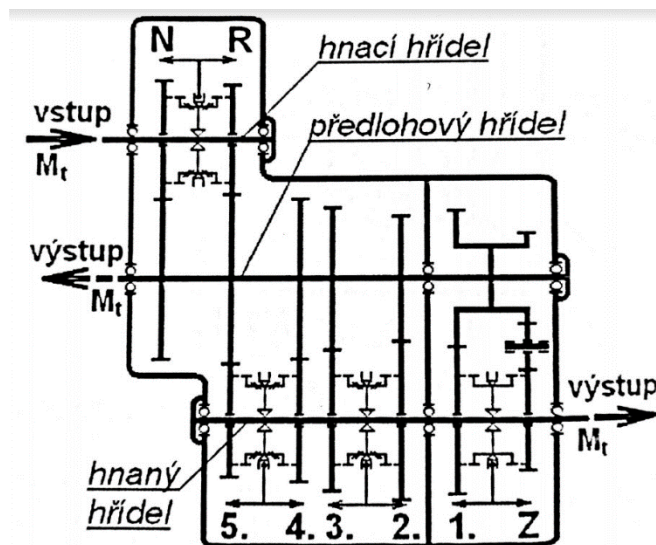 N R
hnací hřídel
vstup
Mt
předlohový hřídel
výstup
Mt
výstup
Mt
hnaný
hřídel
5. 4. 3. 2. 1. Z